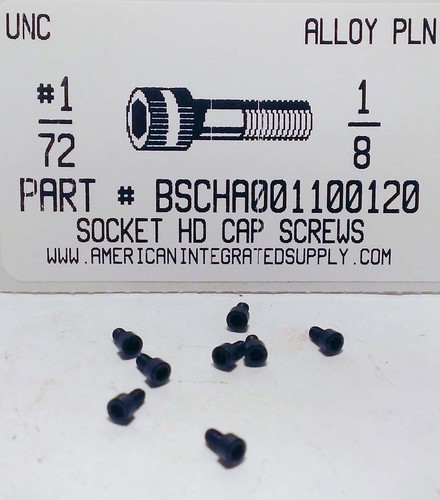 UNC ALLOY PLN
#1 1
72 8
PART # BSCHA001100120
SOCKET HD CAP SCREWS
WWW.AMERICANINTEGRATEDSUPPLY.COM